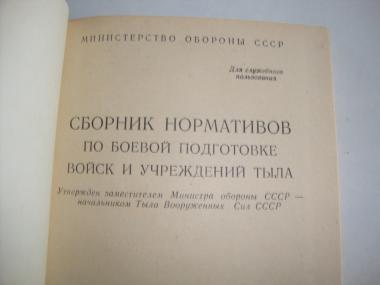 МИНИСТЕРСТВО ОБОРОНЫ СССР
Для служебного
пользования
СБОРНИК НОРМАТИВОВ
ПО БОЕВОЙ ПОДГОТОВКЕ
ВОЙСК И УЧРЕЖДЕНИЙ ТЫЛА
Утвержден заместителем Министра обороны СССР —
начальником Тыла Вооруженных Сил СССР